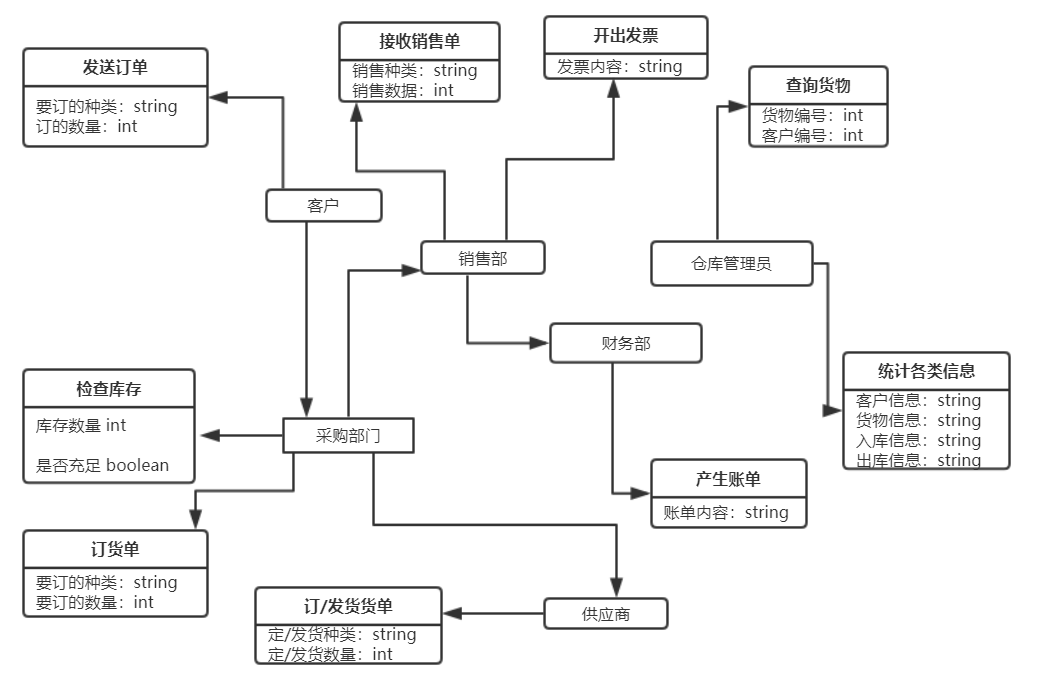 发送订单
要订的种类：string
订的数量：int
接收销售单
销售种类：string
销售数据：int
开出发票
发票内容：string
查询货物
货物编号：int
客户编号：int
客户
销售部
仓库管理员
财务部
统计各类信息
客户信息：string
货物信息：string
入库信息：string
出库信息：string
检查库存
库存数量 int
是否充足 boolean
采购部门
产生账单
账单内容：string
订货单
要订的种类：string
要订的数量：int
订/发货货单
定/发货种类：string
定/发货数量：int
供应商